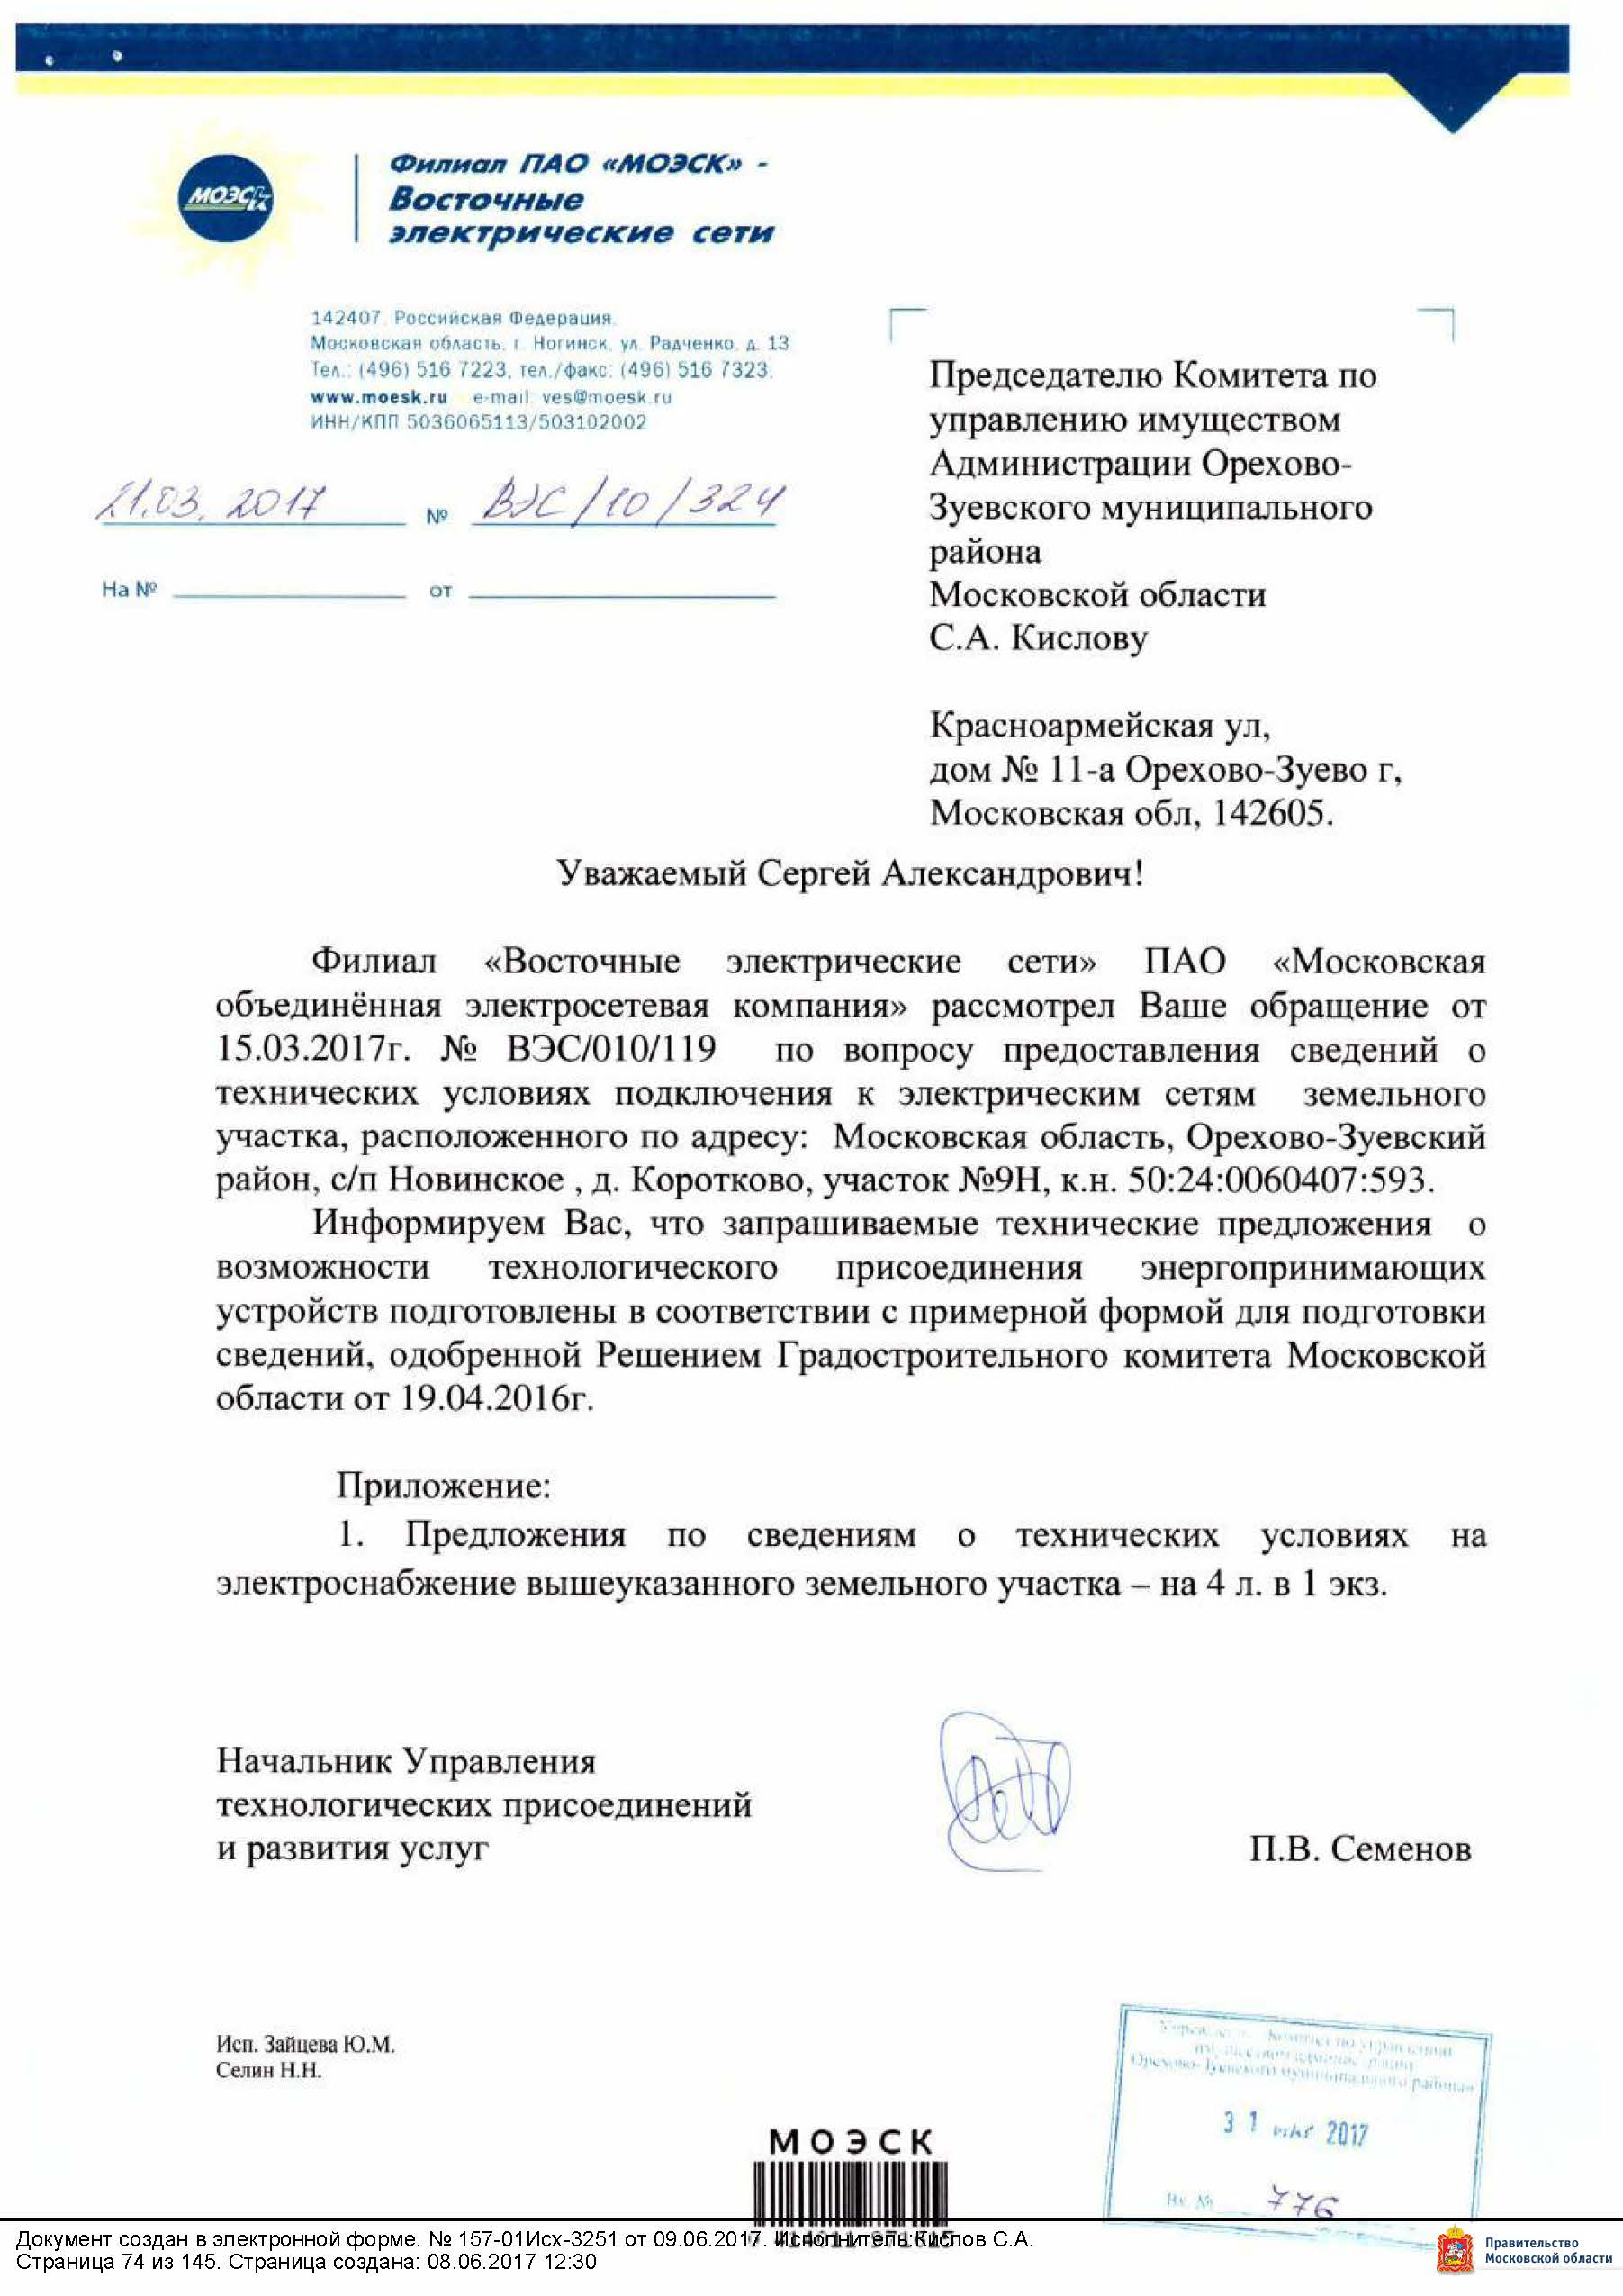 МОЭСК
Филиал ПАО «МОЭСК» -
Восточные
электрические сети
142407, Российская Федерация,
Московская область, г. Ногинск, ул. Радченко, д. 13
Тел.: (496) 516 7223, тел./факс: (496) 516 7323,
www.moesk.ru e-mail: ves@moesk.ru
ИНН/КПП 5036065113/503102002
21.03.2017 № ВЭС/10/324
На № от
Председателю Комитета по
управлению имуществом
Администрации Орехово-
Зуевского муниципального
района
Московской области
С.А. Кислову
Красноармейская ул,
дом № 11-а Орехово-Зуево г,
Московская обл, 142605.
Уважаемый Сергей Александрович!
Филиал «Восточные электрические сети» ПАО «Московская
объединённая электросетевая компания» рассмотрел Ваше обращение от
15.03.2017г. № ВЭС/010/119 по вопросу предоставления сведений о
технических условиях подключения к электрическим сетям земельного
участка, расположенного по адресу: Московская область, Орехово-Зуевский
район, с/п Новинское , д. Коротково, участок №9Н, к.н. 50:24:0060407:593.
Информируем Вас, что запрашиваемые технические предложения о
возможности технологического присоединения энергопринимающих
устройств подготовлены в соответствии с примерной формой для подготовки
сведений, одобренной Решением Градостроительного комитета Московской
области от 19.04.2016г.
Приложение:
1. Предложения по сведениям о технических условиях на
электроснабжение вышеуказанного земельного участка – на 4 л. в 1 экз.
Начальник Управления
технологических присоединений
и развития услуг
П.В. Семенов
Исп. Зайцева Ю.М.
Селин Н.Н.
Орехово-Зуевского муниципального района»
31 МАР 2017
Вх. № 776
МОЭСК
Документ создан в электронной форме. № 157-01Исх-3251 от 09.06.2017. Исполнитель:Кислов С.А.
Страница 74 из 145. Страница создана: 08.06.2017 12:30
Правительство
Московской области